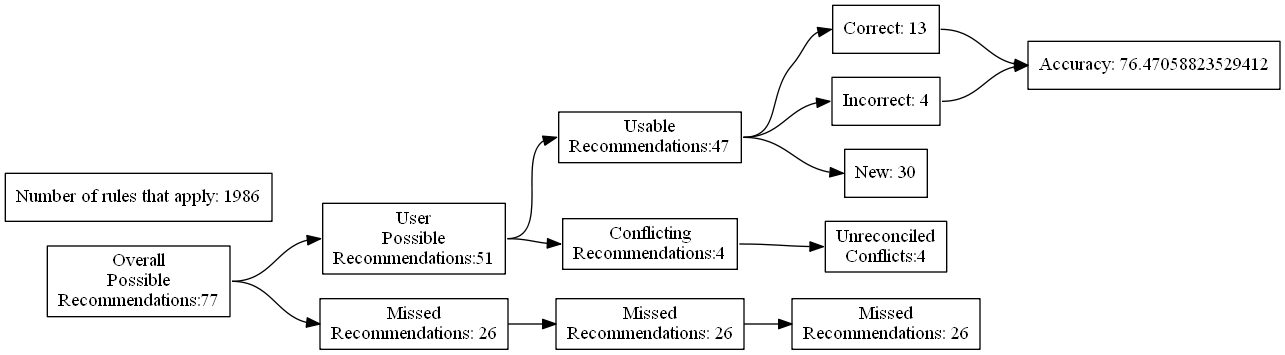 Number of rules that apply: 1986
Overall
Possible
Recommendations:77
User
Possible
Recommendations:51
Missed
Recommendations: 26
Usable
Recommendations:47
Conflicting
Recommendations:4
Missed
Recommendations: 26
Correct: 13
Incorrect: 4
New: 30
Unreconciled
Conflicts:4
Missed
Recommendations: 26
Accuracy: 76.47058823529412